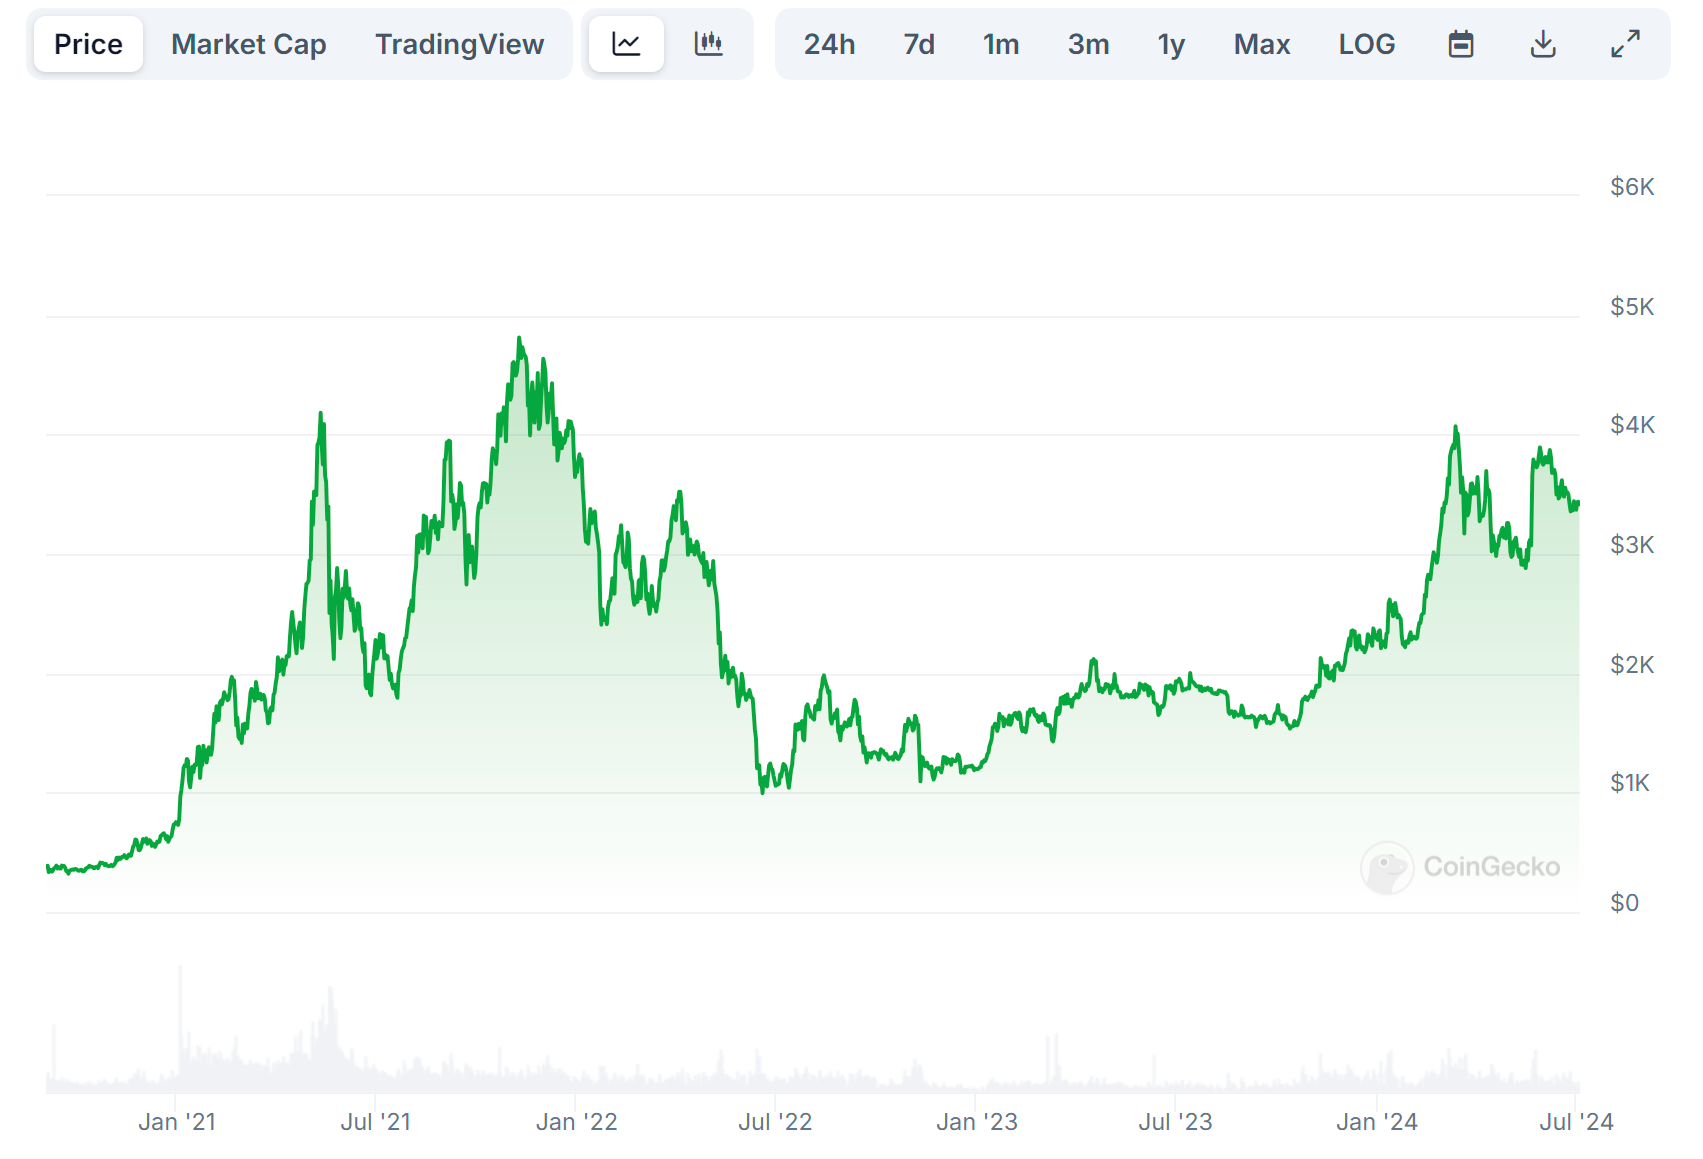 Price Market Cap TradingView 24h 7d 1m 3m 1y Max LOG
$6K
$5K
$4K
$3K
$2K
$1K
CoinGecko
$0
Jan '21 Jul '21 Jan '22 Jul '22 Jan '23 Jul '23 Jan '24 Jul '24